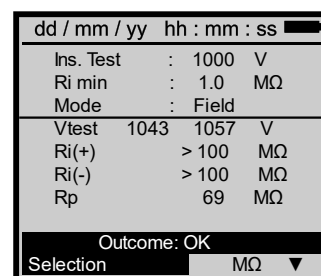 dd / mm / yy hh : mm : ss
Ins. Test : 1000 V
Ri min : 1.0 MΩ
Mode : Field
Vtest 1043 1057 V
Ri(+) > 100 MΩ
Ri(-) > 100 MΩ
Rp 69 MΩ
Outcome: OK
Selection MΩ ▼